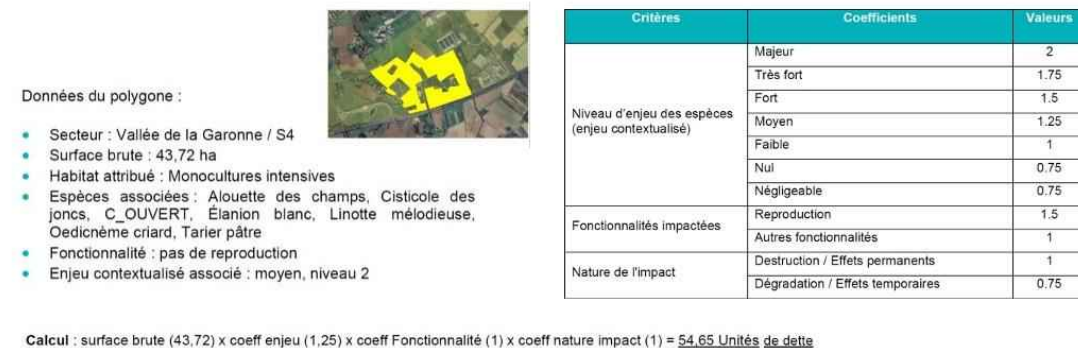 Données du polygone :
• Secteur : Vallée de la Garonne / S4
• Surface brute : 43,72 ha
• Habitat attribué : Monocultures intensives
• Espèces associées : Alouette des champs, Cisticole des
joncs, C_OUVERT, Élanion blanc, Linotte mélodieuse,
Oedicnème criard, Tarier pâtre
• Fonctionnalité : pas de reproduction
• Enjeu contextualisé associé : moyen, niveau 2
Critères Coefficients Valeurs
Niveau d'enjeu des espèces
(enjeu contextualisé)
Majeur 2
Très fort 1.75
Fort 1.5
Moyen 1.25
Faible 1
Nul 0.75
Négligeable 0.75
Fonctionnalités impactées
Reproduction 1.5
Autres fonctionnalités 1
Nature de l'impact
Destruction / Effets permanents 1
Dégradation / Effets temporaires 0.75
Calcul : surface brute (43,72) x coeff enjeu (1,25) x coeff Fonctionnalité (1) x coeff nature impact (1) = 54,65 Unités de dette